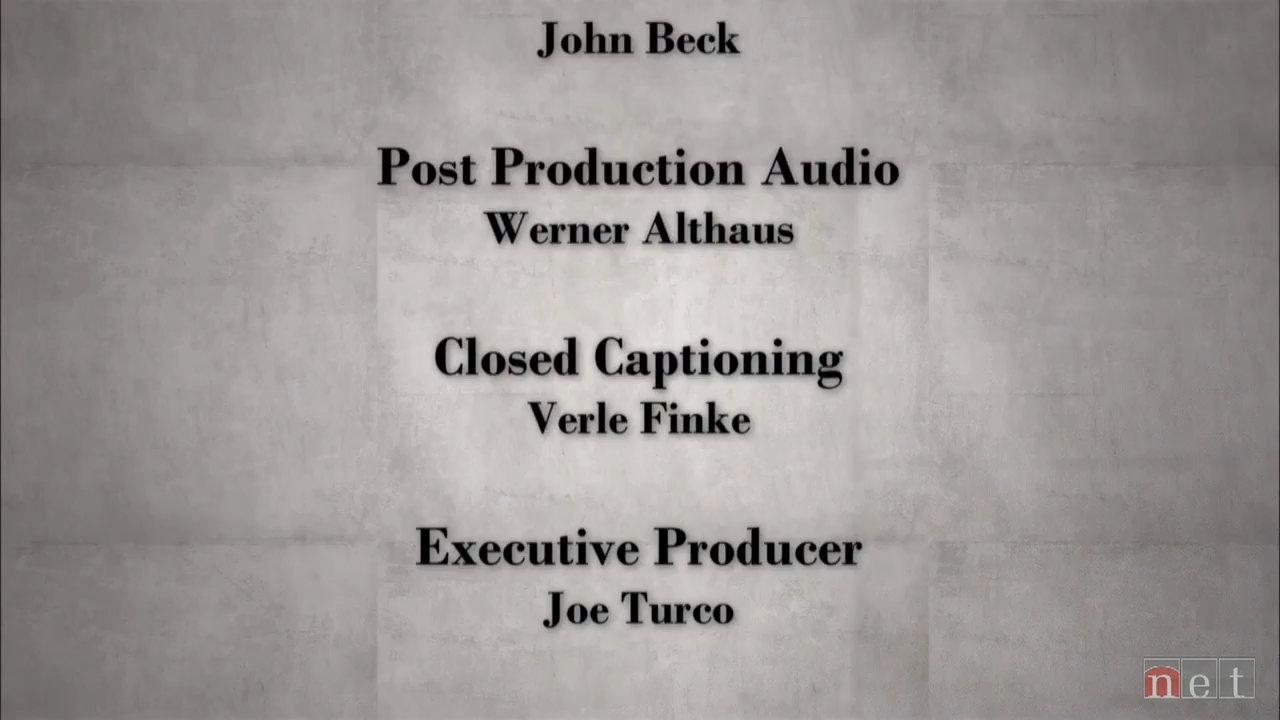 John Beck
Post Production Audio
Werner Althaus
Closed Captioning
Verle Finke
Executive Producer
Joe Turco
net